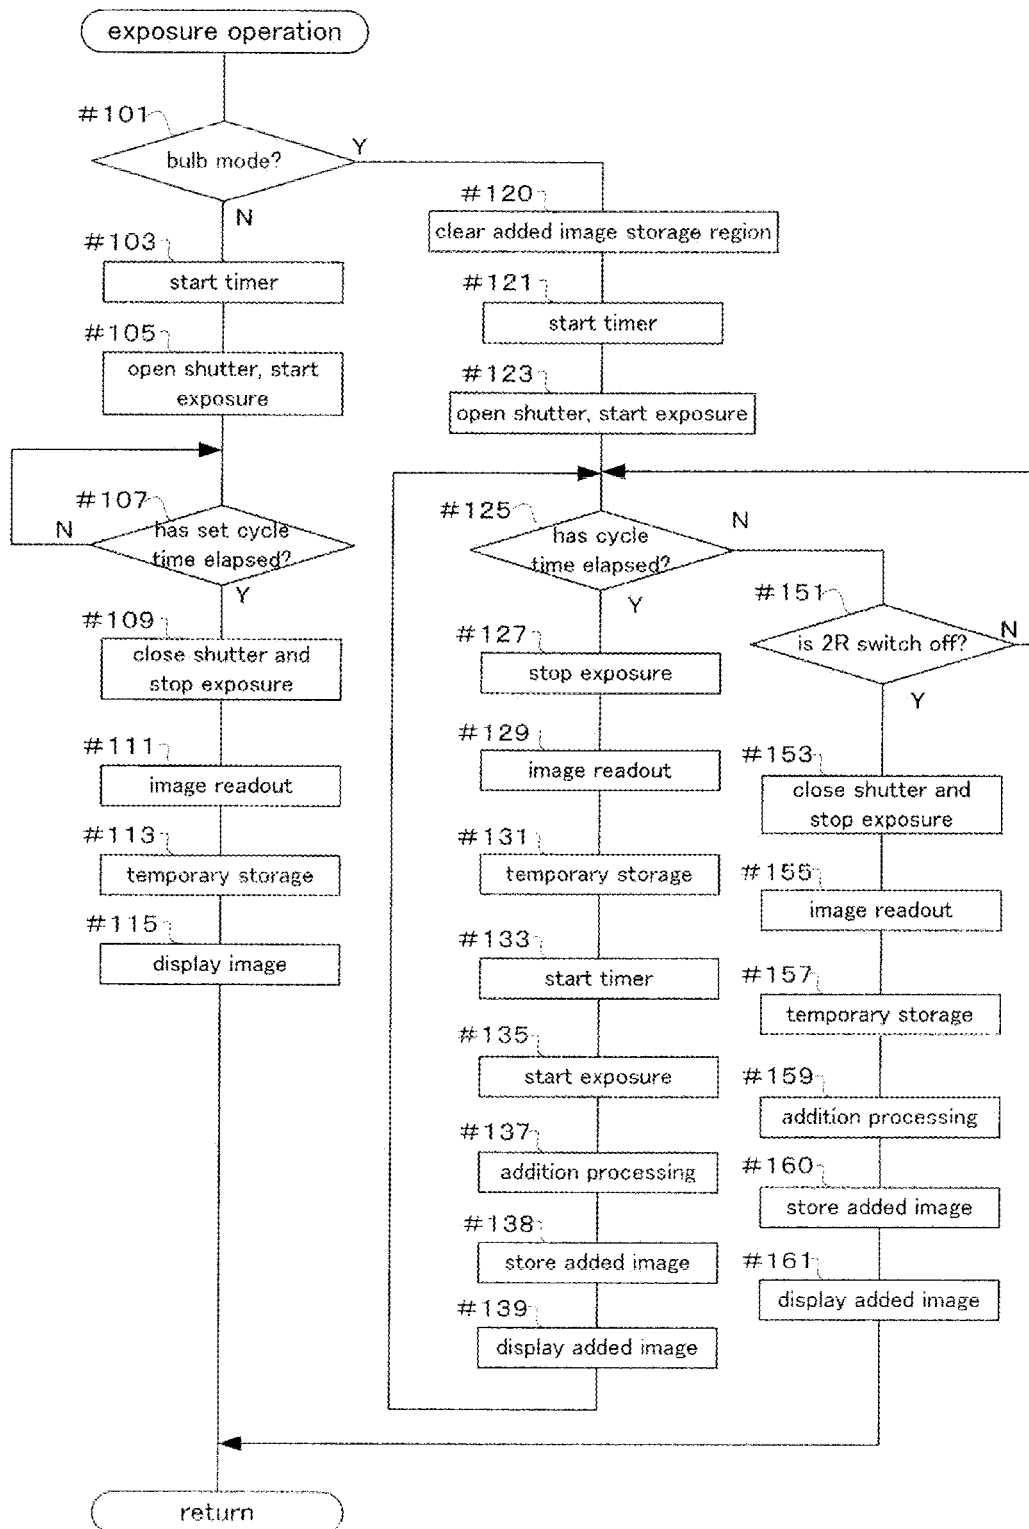 exposure operation
#101
bulb mode?
Y
N
#103
start timer
#105
open shutter, start
exposure
#107
has set cycle
time elapsed?
N
Y
#109
close shutter and
stop exposure
#111
image readout
#113
temporary storage
#115
display image
#120
clear added image storage region
#121
start timer
#123
open shutter, start exposure
#125
has cycle
time elapsed?
N
Y
#127
stop exposure
#129
image readout
#131
temporary storage
#133
start timer
#135
start exposure
#137
addition processing
#138
store added image
#139
display added image
#151
is 2R switch off?
N
Y
#153
close shutter and
stop exposure
#155
image readout
#157
temporary storage
#159
addition processing
#160
store added image
#161
display added image
return